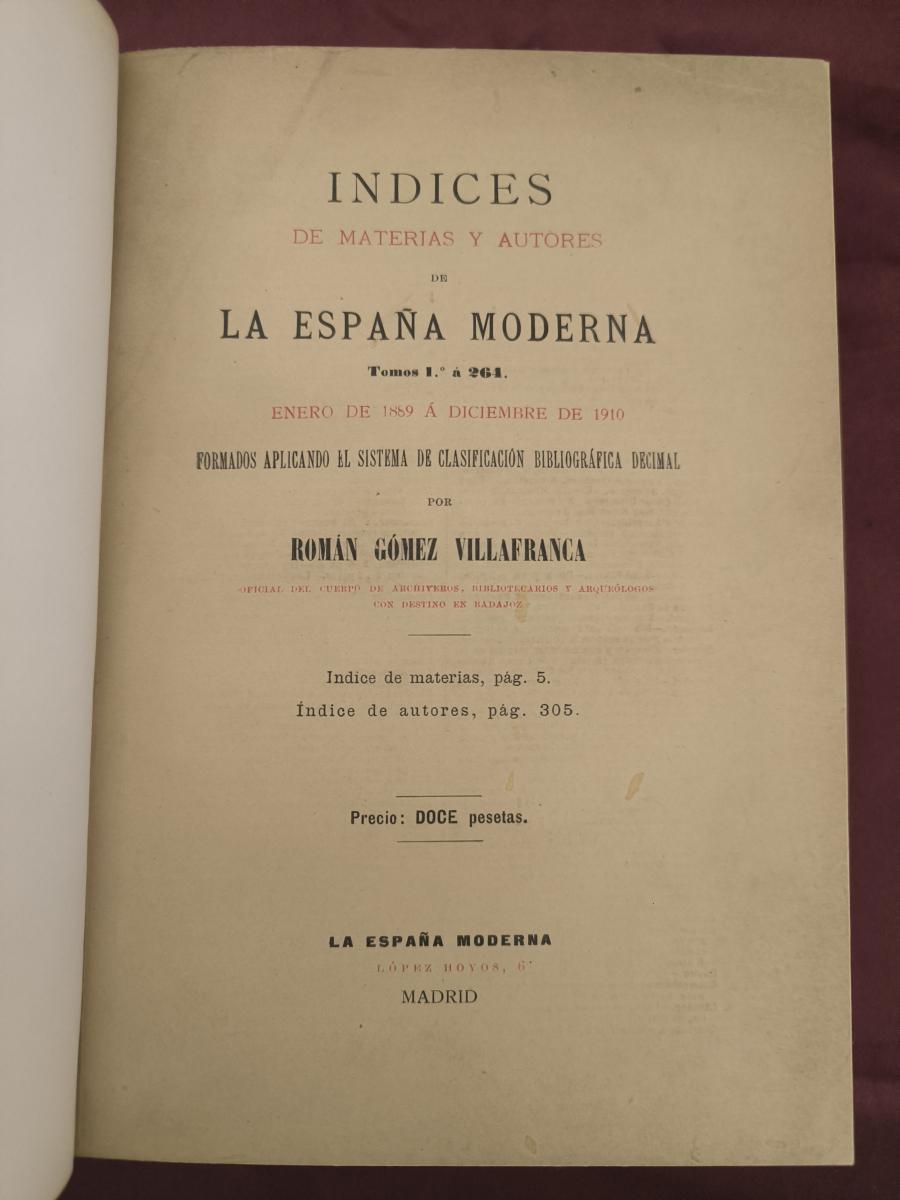 INDICES
DE MATERIAS Y AUTORES
DE
LA ESPAÑA MODERNA
Tomos 1.º á 264.
ENERO DE 1889 Á DICIEMBRE DE 1910
FORMADOS APLICANDO EL SISTEMA DE CLASIFICACIÓN BIBLIOGRÁFICA DECIMAL
POR
ROMÁN GÓMEZ VILLAFRANCA
OFICIAL DEL CUERPO DE ARCHIVEROS, BIBLIOTECARIOS Y ARQUEÓLOGOS
CON DESTINO EN BADAJOZ
Indice de materias, pág. 5.
Índice de autores, pág. 305.
Precio: DOCE pesetas.
LA ESPAÑA MODERNA
LÓPEZ HOYOS, 6
MADRID